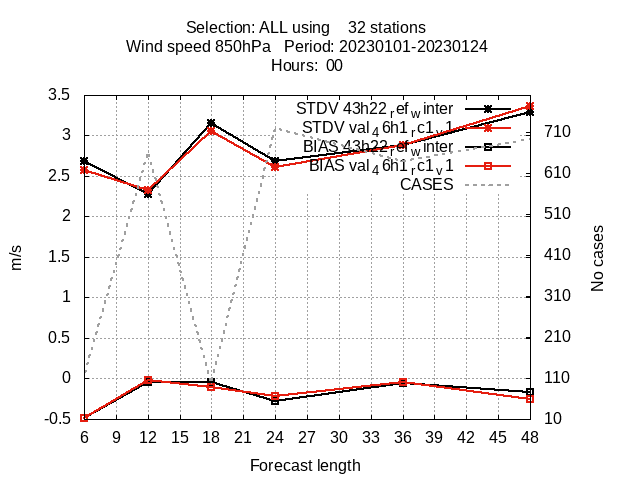 Selection: ALL using    32 stations
Wind speed 850hPa   Period: 20230101-20230124
Hours:  00
3.5
3
2.5
2
1.5
1
0.5
0
-0.5
m/s
STDV 43h22_ref_winter
STDV val_46h1_rc1_v1
BIAS 43h22_ref_winter
BIAS val_46h1_rc1_v1
CASES
710
610
510
410
310
210
110
10
No cases
6 9 12 15 18 21 24 27 30 33 36 39 42 45 48
Forecast length